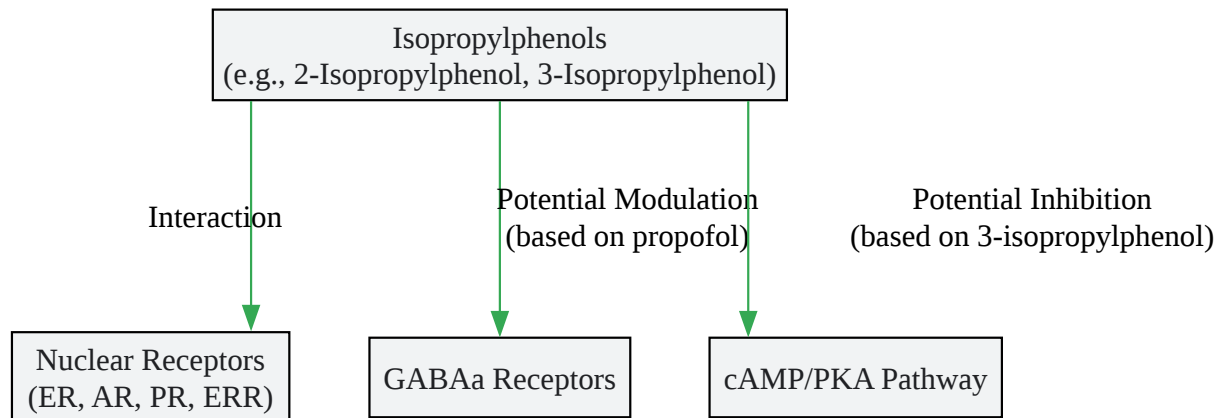 Isopropylphenols
(e.g., 2-Isopropylphenol, 3-Isopropylphenol)
Interaction
Potential Modulation
(based on propofol)
Potential Inhibition
(based on 3-isopropylphenol)
Nuclear Receptors
(ER, AR, PR, ERR)
GABAa Receptors
cAMP/PKA Pathway